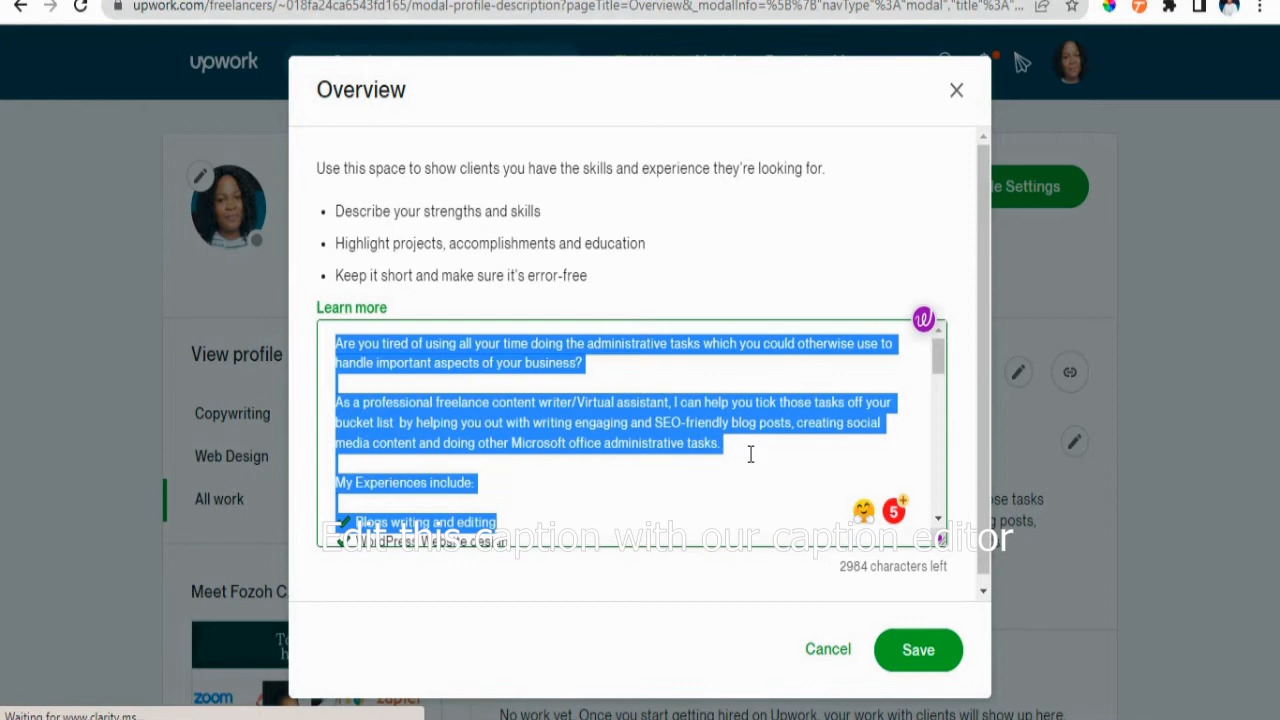 upwork.com/freelancers/~018fa24ca6543fd165/modal-profile-description?pageTitle=Overview&_modalInfo=%5B%7B"navType"%3A"modal","title"%3A"...
upwork
Overview
Use this space to show clients you have the skills and experience they're looking for.
• Describe your strengths and skills
• Highlight projects, accomplishments and education
• Keep it short and make sure it's error-free
Learn more
Are you tired of using all your time doing the administrative tasks which you could otherwise use to
handle important aspects of your business?
As a professional freelance content writer/Virtual assistant, I can help you tick those tasks off your
bucket list by helping you out with writing engaging and SEO-friendly blog posts, creating social
media content and doing other Microsoft office administrative tasks.
My Experiences include:
Blogs writing and editing
WordPress Website design
5
Edit this caption with our caption editor
2984 characters left
Cancel
Save
Settings
View profile
Copywriting
Web Design
All work
Meet Fozoh C.
zoom
zapier
ose tasks
posts,
No work yet. Once you start getting hired on Upwork, your work with clients will show up here.
Waiting for www.clarity.ms...